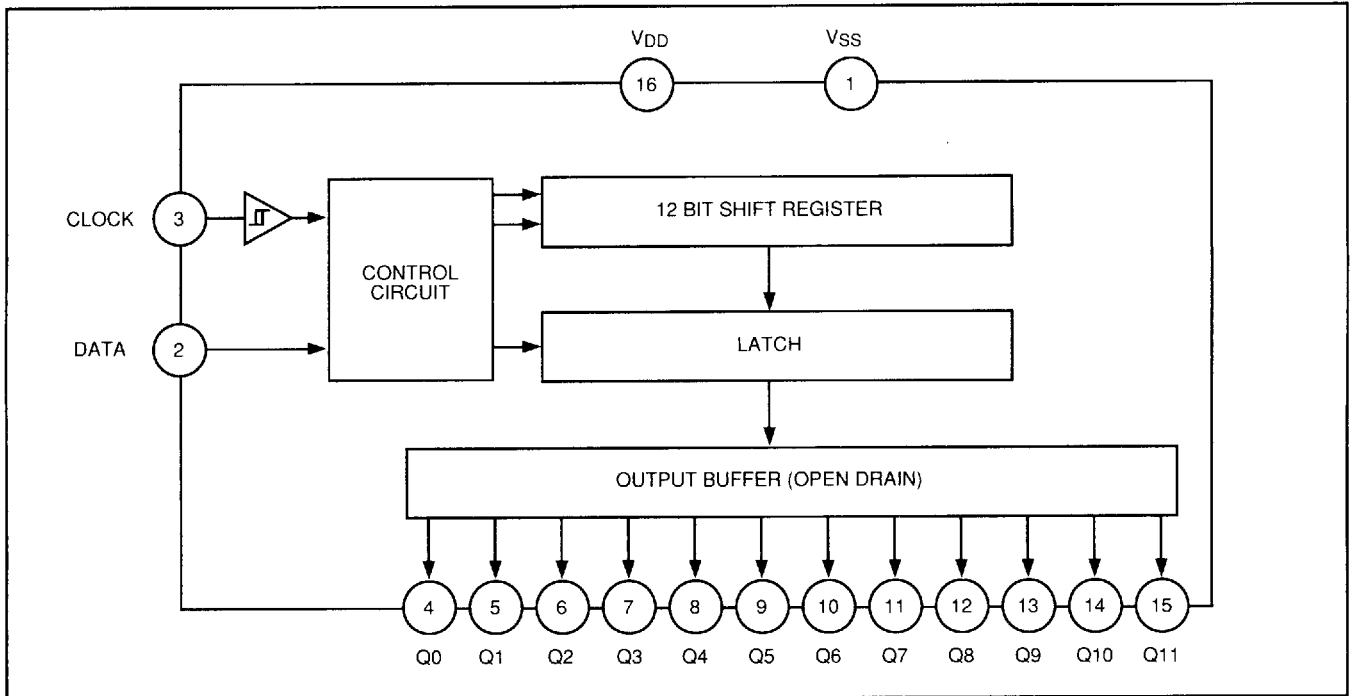 VDD
VSS
16
1
CLOCK
3
12 BIT SHIFT REGISTER
CONTROL
CIRCUIT
DATA
2
LATCH
OUTPUT BUFFER (OPEN DRAIN)
4 5 6 7 8 9 10 11 12 13 14 15
Q0 Q1 Q2 Q3 Q4 Q5 Q6 Q7 Q8 Q9 Q10 Q11